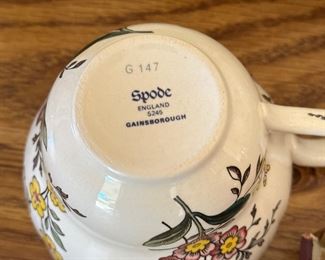 G 147
Spode
ENGLAND
S245
GAINSBOROUGH